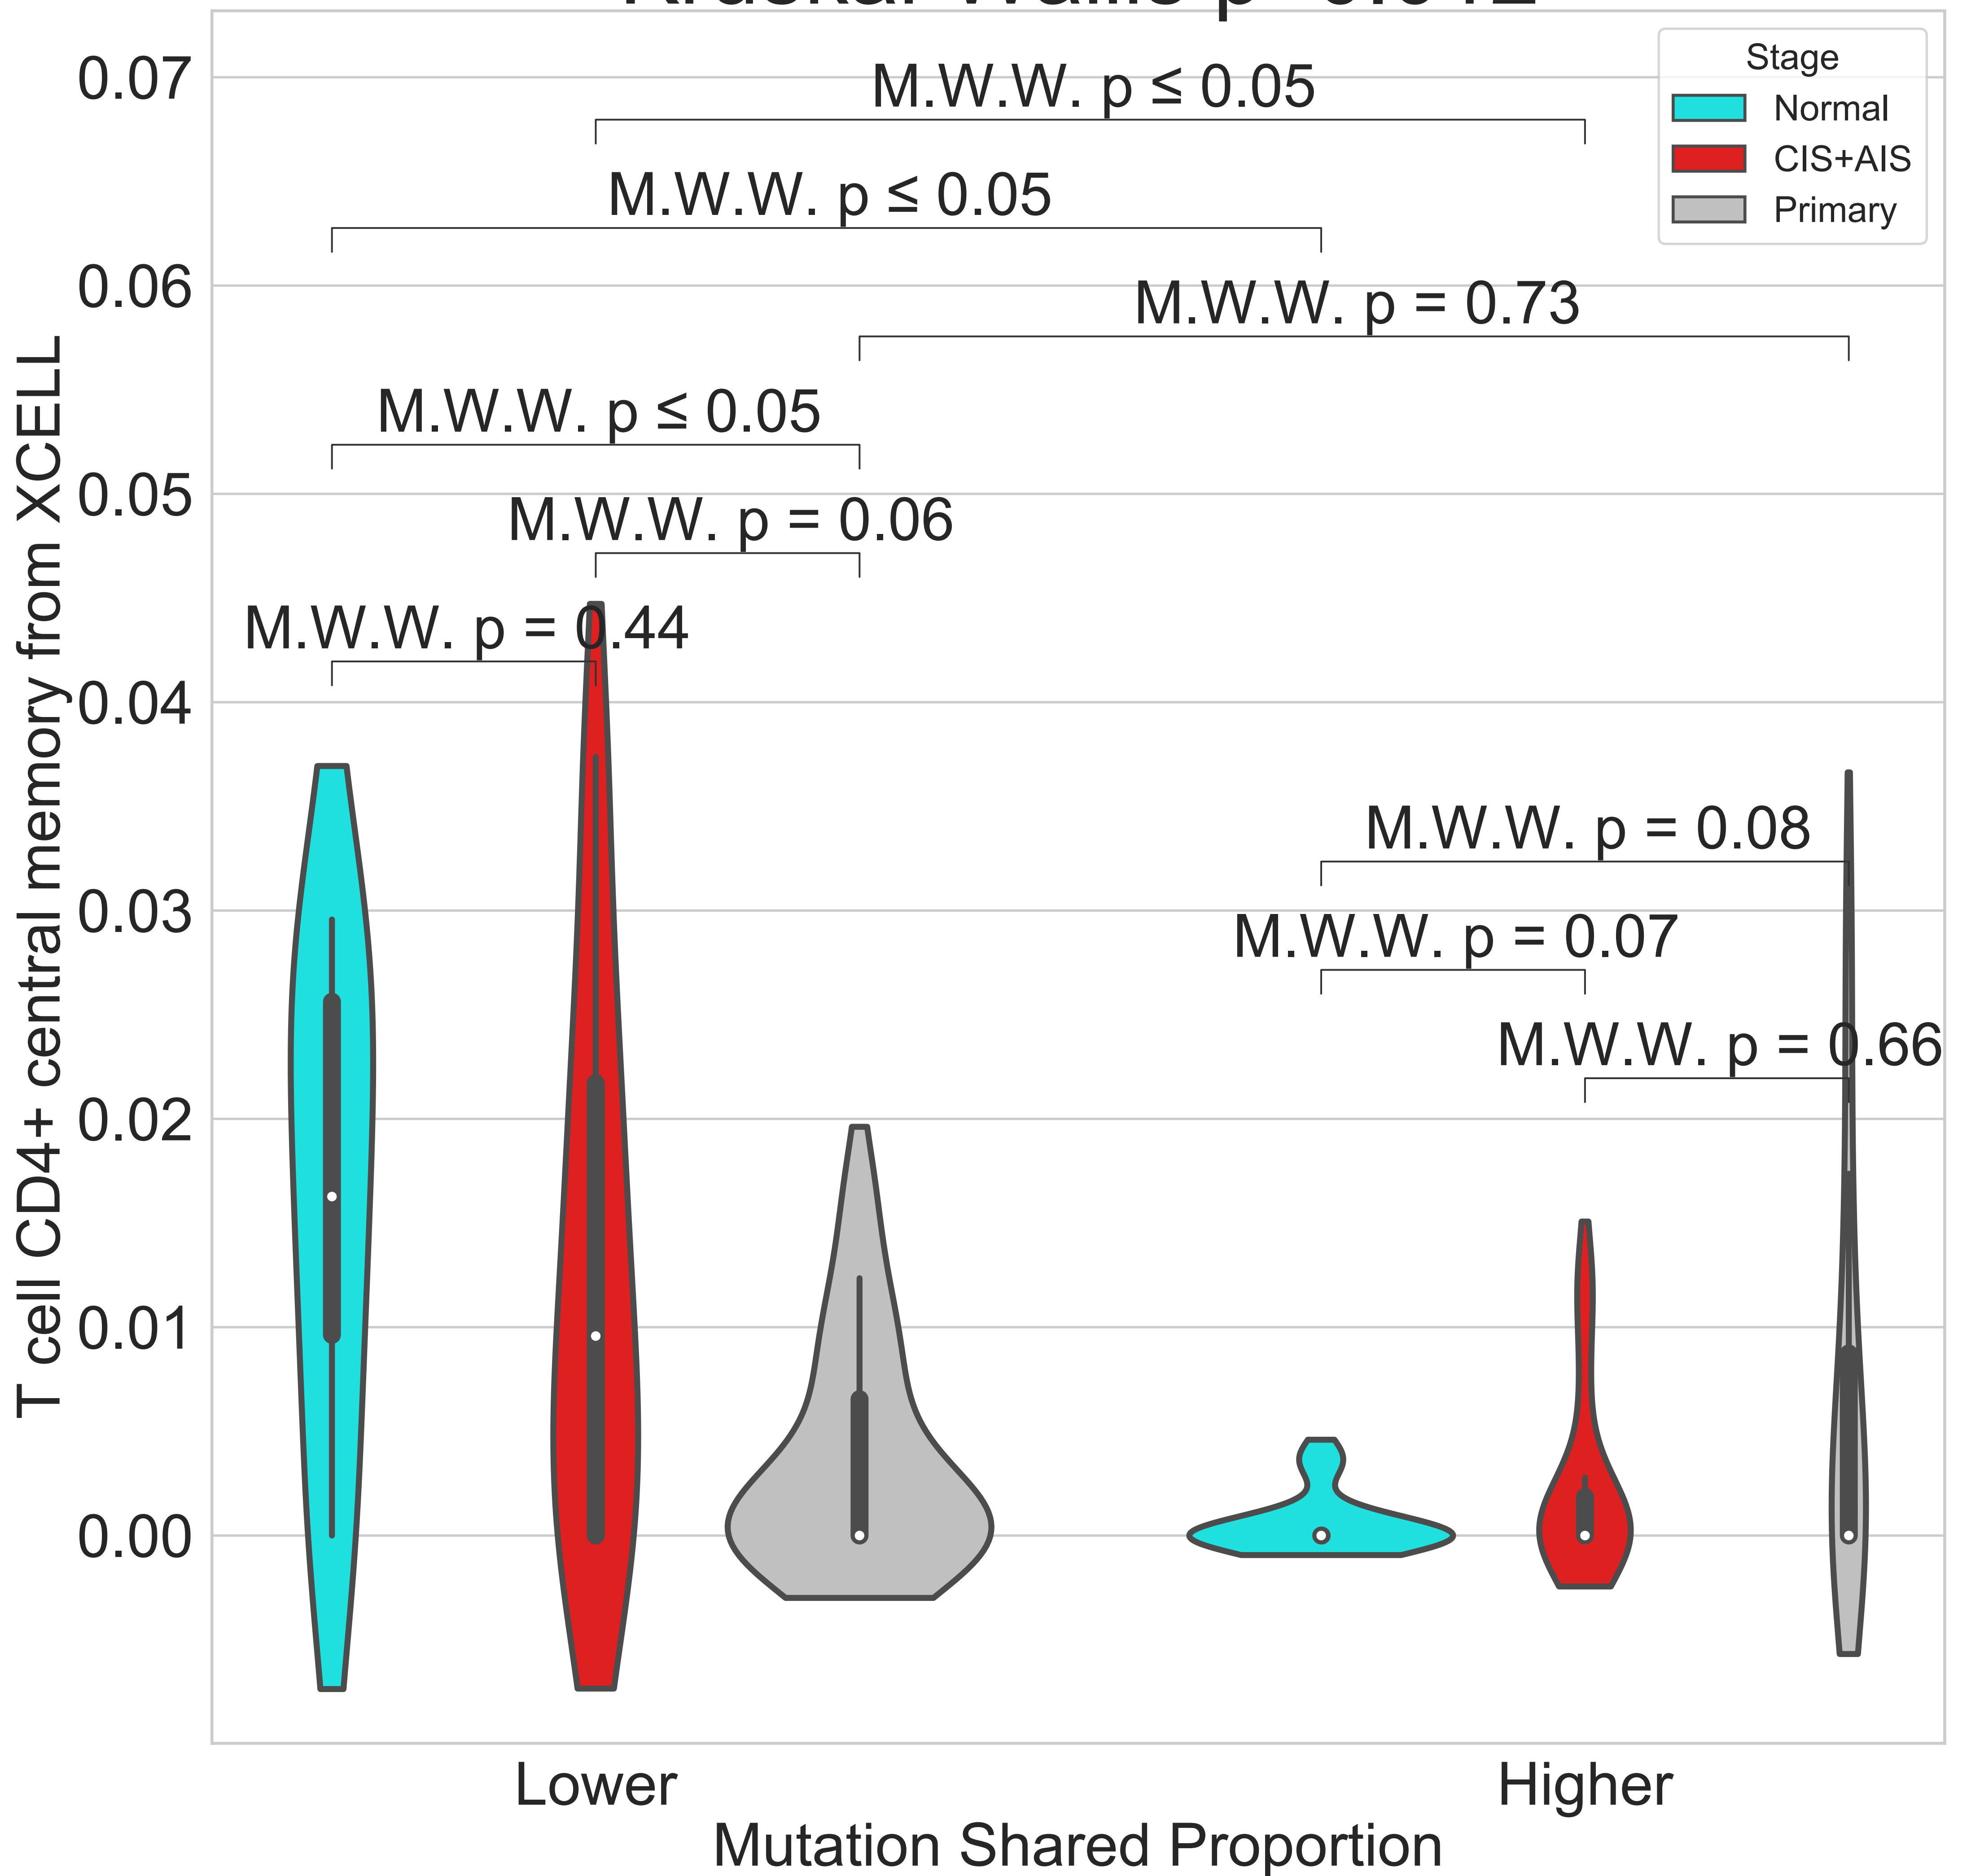 M.W.W. p ≤ 0.05
Stage
Normal
CIS+AIS
Primary
M.W.W. p ≤ 0.05
M.W.W. p = 0.73
M.W.W. p ≤ 0.05
M.W.W. p = 0.06
M.W.W. p = 0.44
M.W.W. p = 0.08
M.W.W. p = 0.07
M.W.W. p = 0.66
T cell CD4+ central memory from XCELL
0.07
0.06
0.05
0.04
0.03
0.02
0.01
0.00
Lower
Higher
Mutation Shared Proportion